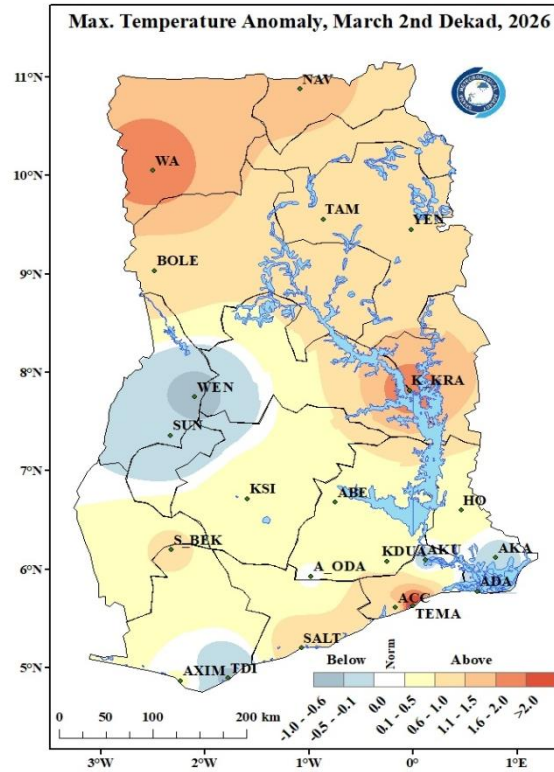 Max. Temperature Anomaly, March 2nd Dekad, 2026
11°N
NAV
10°N
WA
TAM
YEN
9°N
BOLE
8°N
K_KRA
WEN
SUN
7°N
KSI
ABE
HO
S_BEK
KDUA
AKU
AKA
6°N
A_ODA
ADA
ACC
TEMA
SALT
5°N
AXIM
TDI
Below
Norm
Above
-1.0 - -0.6
-0.5 - -0.1
0.0
0.1 - 0.5
0.6 - 1.0
1.1 - 1.5
1.6 - 2.0
>2.0
0 50 100 200 km
3°W 2°W 1°W 0° 1°E